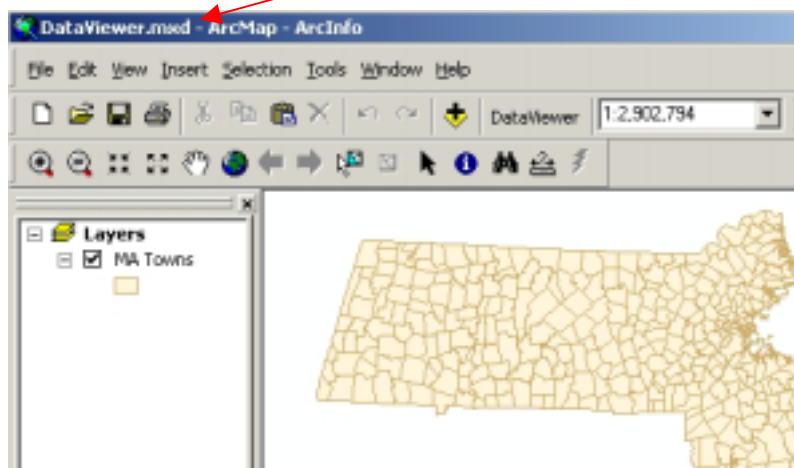 DataViewer.mxd - ArcMap - ArcInfo
File Edit View Insert Selection Tools Window Help
DataViewer 1:2,902,794
Layers
MA Towns